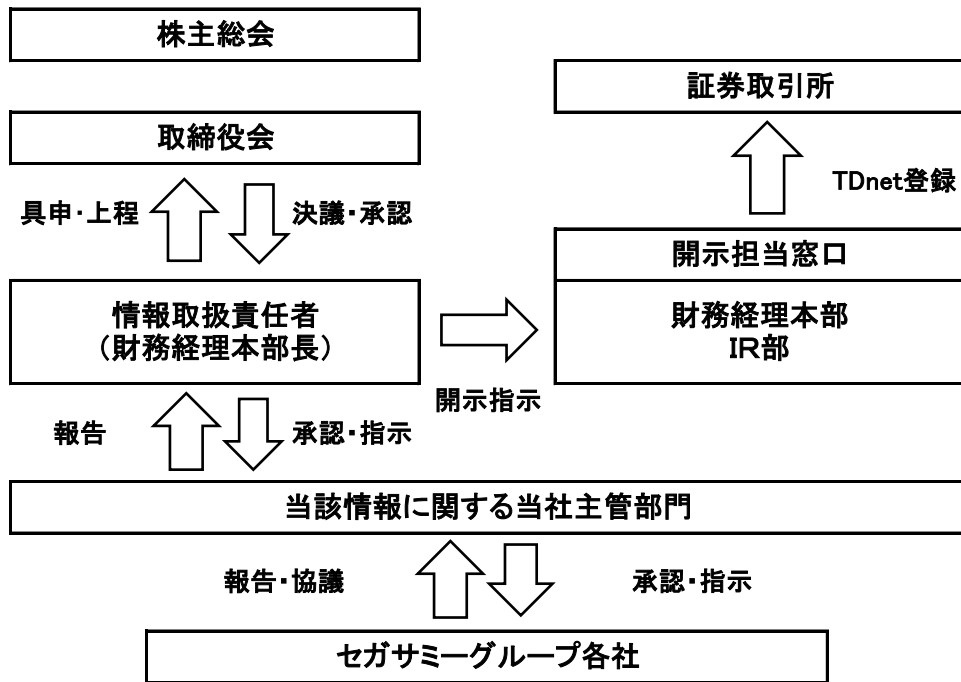 株主総会
証券取引所
取締役会
TDnet登録
具申・上程
決議・承認
開示担当窓口
情報取扱責任者
（財務経理本部長）
財務経理本部
IR部
開示指示
報告
承認・指示
当該情報に関する当社主管部門
報告・協議
承認・指示
セガサミーグループ各社